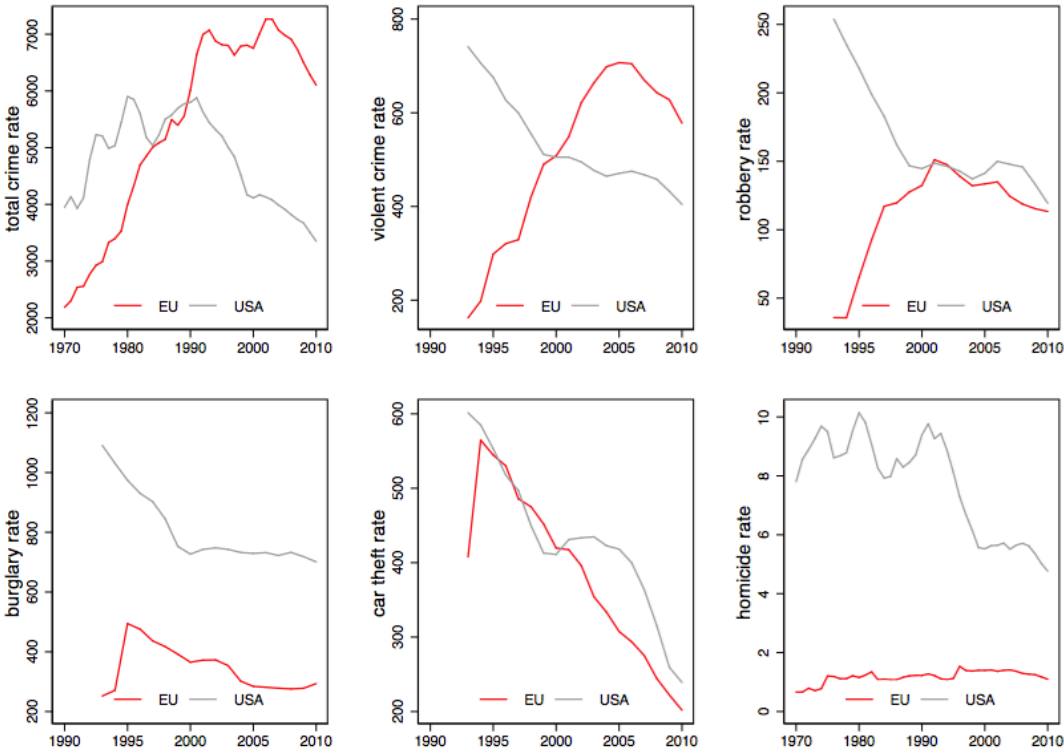 total crime rate
7000
6000
5000
4000
3000
2000
EU USA
1970 1980 1990 2000 2010
violent crime rate
800
600
400
200
EU USA
1990 1995 2000 2005 2010
robbery rate
250
200
150
100
50
EU USA
1990 1995 2000 2005 2010
burglary rate
1200
1000
800
600
400
200
EU USA
1990 1995 2000 2005 2010
car theft rate
600
500
400
300
200
EU USA
1990 1995 2000 2005 2010
homicide rate
10
8
6
4
2
0
EU USA
1970 1980 1990 2000 2010